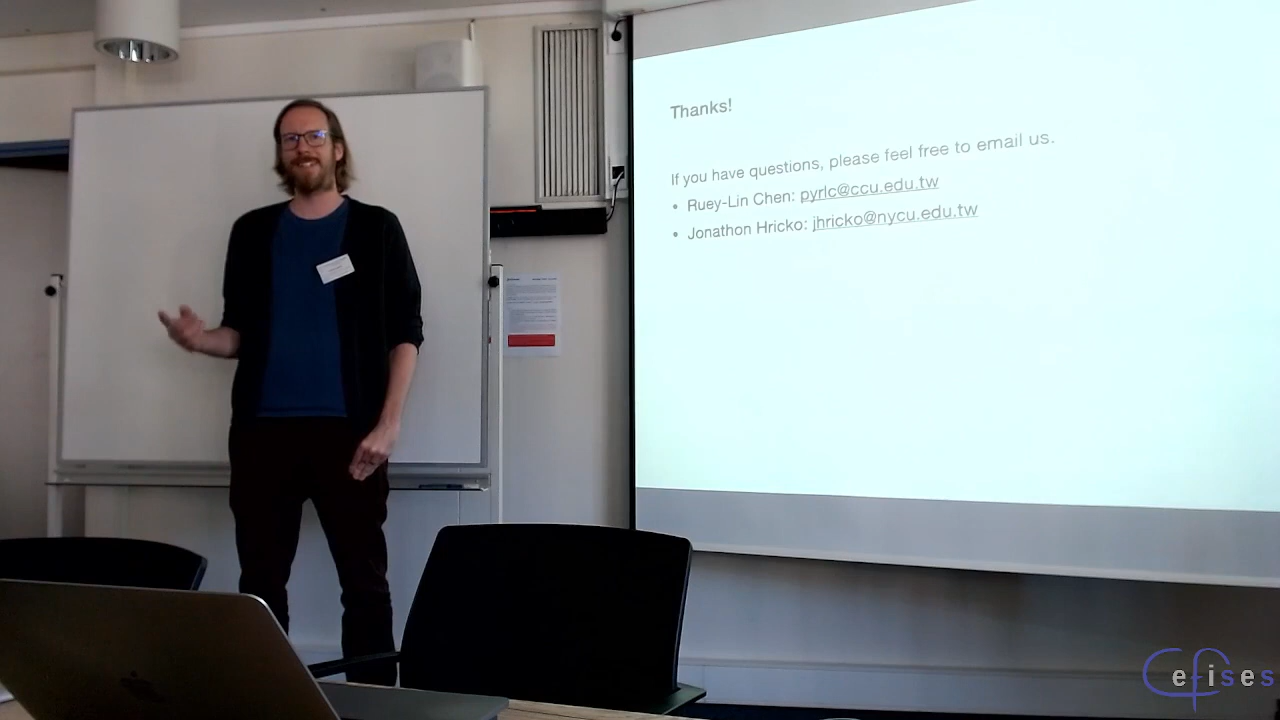 Thanks!
If you have questions, please feel free to email us.
• Ruey-Lin Chen: pyrlc@ccu.edu.tw
• Jonathon Hricko: jhricko@nycu.edu.tw
Cefises